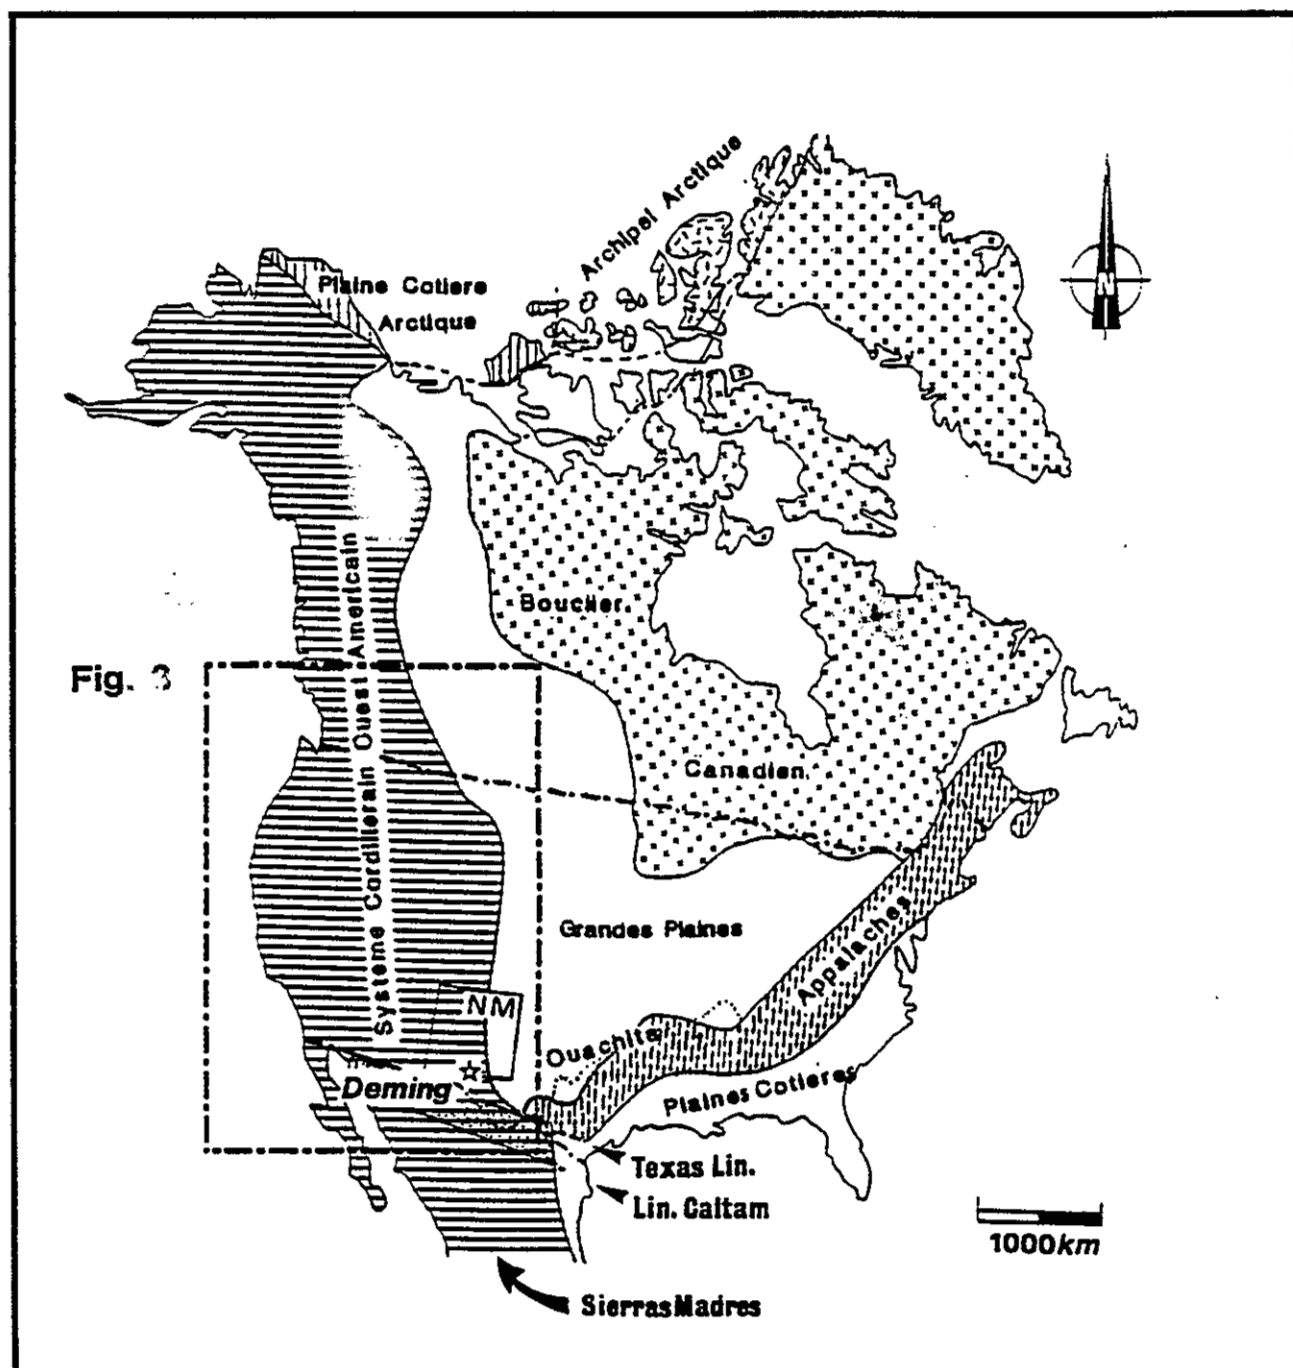 Archipel Arctique
Plaine Cotiere
Arctique
Bouclier.
Fig. 3
Systeme Cordillerain Ouest Americain
Canadien.
Grandes Plaines
Appalaches
NM
Ouachita
Deming
Plaines Cotieres
Texas Lin.
Lin. Caltam
1000km
SierrasMadres